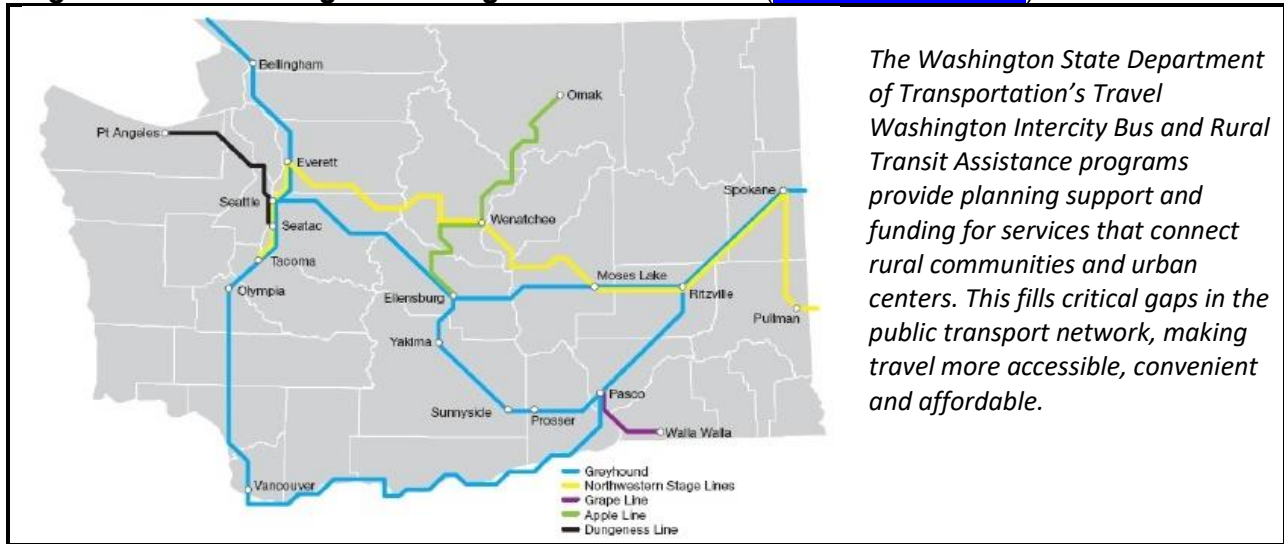 Bellingham
Omak
Pt Angeles
Everett
Seattle
Spokane
Wenatchee
Seatac
Tacoma
Moses Lake
Olympia
Ellensburg
Ritzville
Pullman
Yakima
Pasco
Sunnyside
Prosser
Walla Walla
Vancouver
Greyhound
Northwestern Stage Lines
Grape Line
Apple Line
Dungeness Line
The Washington State Department
of Transportation’s Travel
Washington Intercity Bus and Rural
Transit Assistance programs
provide planning support and
funding for services that connect
rural communities and urban
centers. This fills critical gaps in the
public transport network, making
travel more accessible, convenient
and affordable.